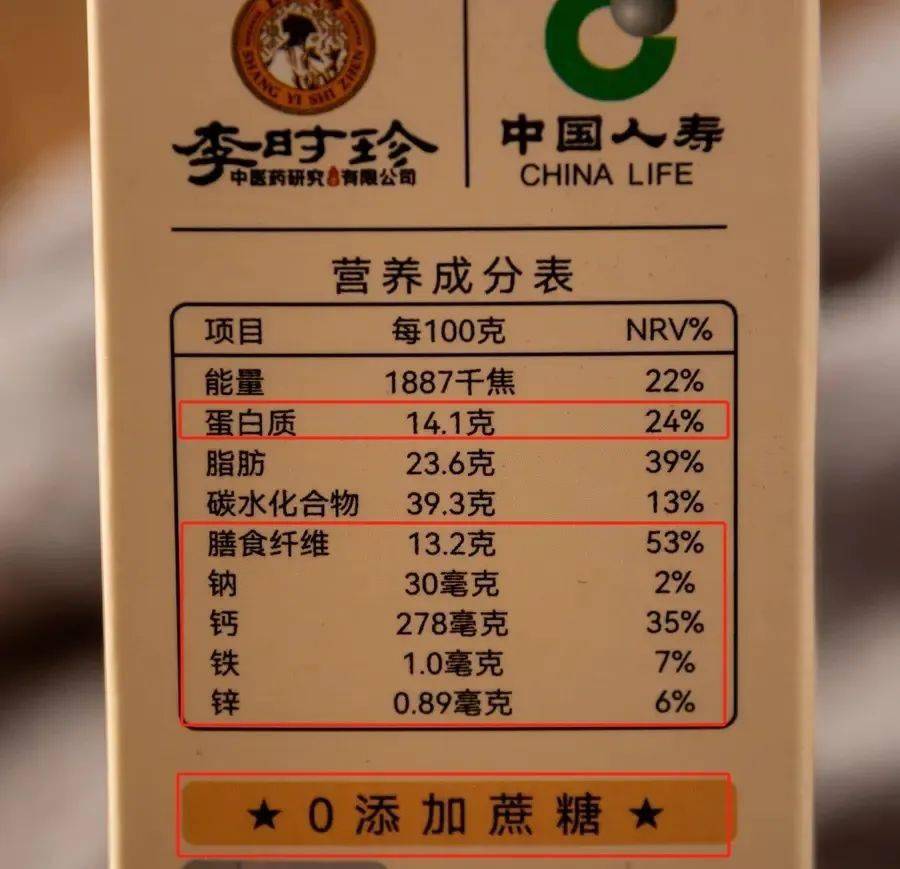 SHANG YI SHI ZHEN
李时珍
中医药研究有限公司
中国人寿
CHINA LIFE
营养成分表
项目 每100克 NRV%
能量 1887千焦 22%
蛋白质 14.1克 24%
脂肪 23.6克 39%
碳水化合物 39.3克 13%
膳食纤维 13.2克 53%
钠 30毫克 2%
钙 278毫克 35%
铁 1.0毫克 7%
锌 0.89毫克 6%
★ 0添加蔗糖 ★